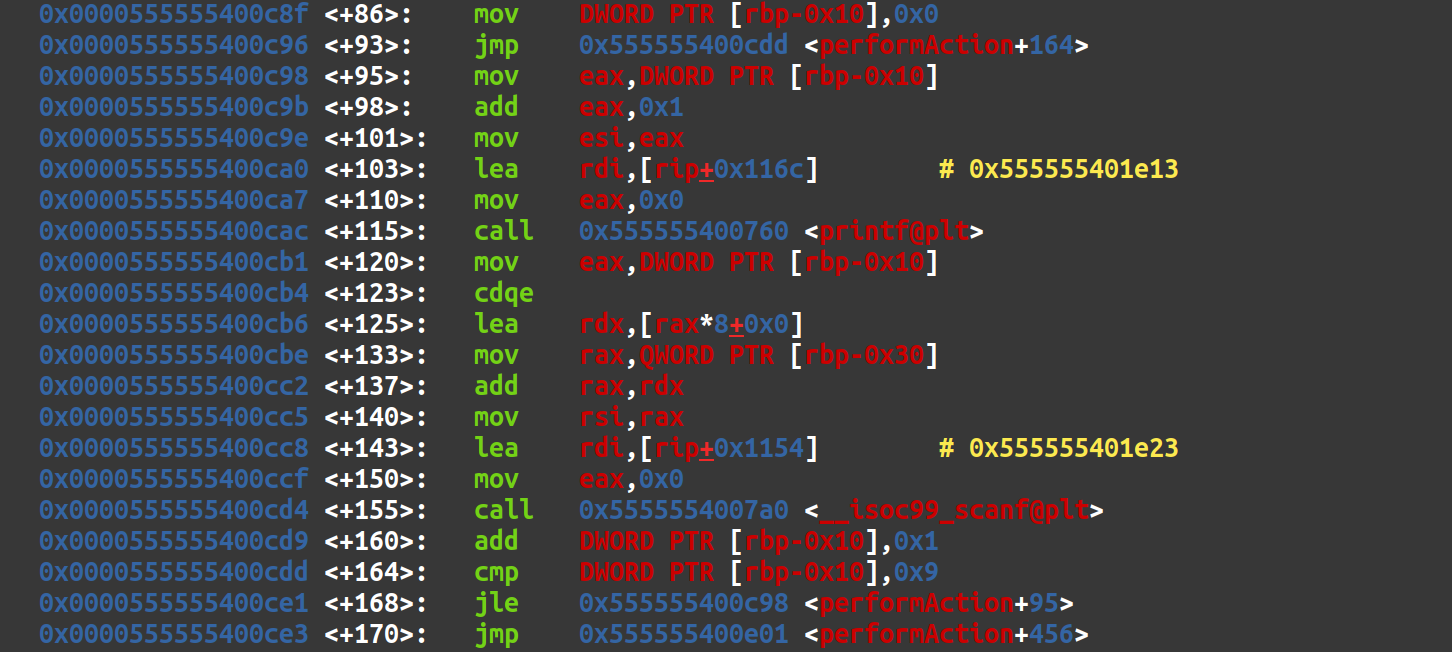 0x0000555555400c8f <+86>: mov DWORD PTR [rbp-0x10],0x0
0x0000555555400c96 <+93>: jmp 0x555555400cdd <performAction+164>
0x0000555555400c98 <+95>: mov eax,DWORD PTR [rbp-0x10]
0x0000555555400c9b <+98>: add eax,0x1
0x0000555555400c9e <+101>: mov esi,eax
0x0000555555400ca0 <+103>: lea rdi,[rip+0x116c] # 0x555555401e13
0x0000555555400ca7 <+110>: mov eax,0x0
0x0000555555400cac <+115>: call 0x555555400760 <printf@plt>
0x0000555555400cb1 <+120>: mov eax,DWORD PTR [rbp-0x10]
0x0000555555400cb4 <+123>: cdqe
0x0000555555400cb6 <+125>: lea rdx,[rax*8+0x0]
0x0000555555400cbe <+133>: mov rax,QWORD PTR [rbp-0x30]
0x0000555555400cc2 <+137>: add rax,rdx
0x0000555555400cc5 <+140>: mov rsi,rax
0x0000555555400cc8 <+143>: lea rdi,[rip+0x1154] # 0x555555401e23
0x0000555555400ccf <+150>: mov eax,0x0
0x0000555555400cd4 <+155>: call 0x5555554007a0 <__isoc99_scanf@plt>
0x0000555555400cd9 <+160>: add DWORD PTR [rbp-0x10],0x1
0x0000555555400cdd <+164>: cmp DWORD PTR [rbp-0x10],0x9
0x0000555555400ce1 <+168>: jle 0x555555400c98 <performAction+95>
0x0000555555400ce3 <+170>: jmp 0x555555400e01 <performAction+456>